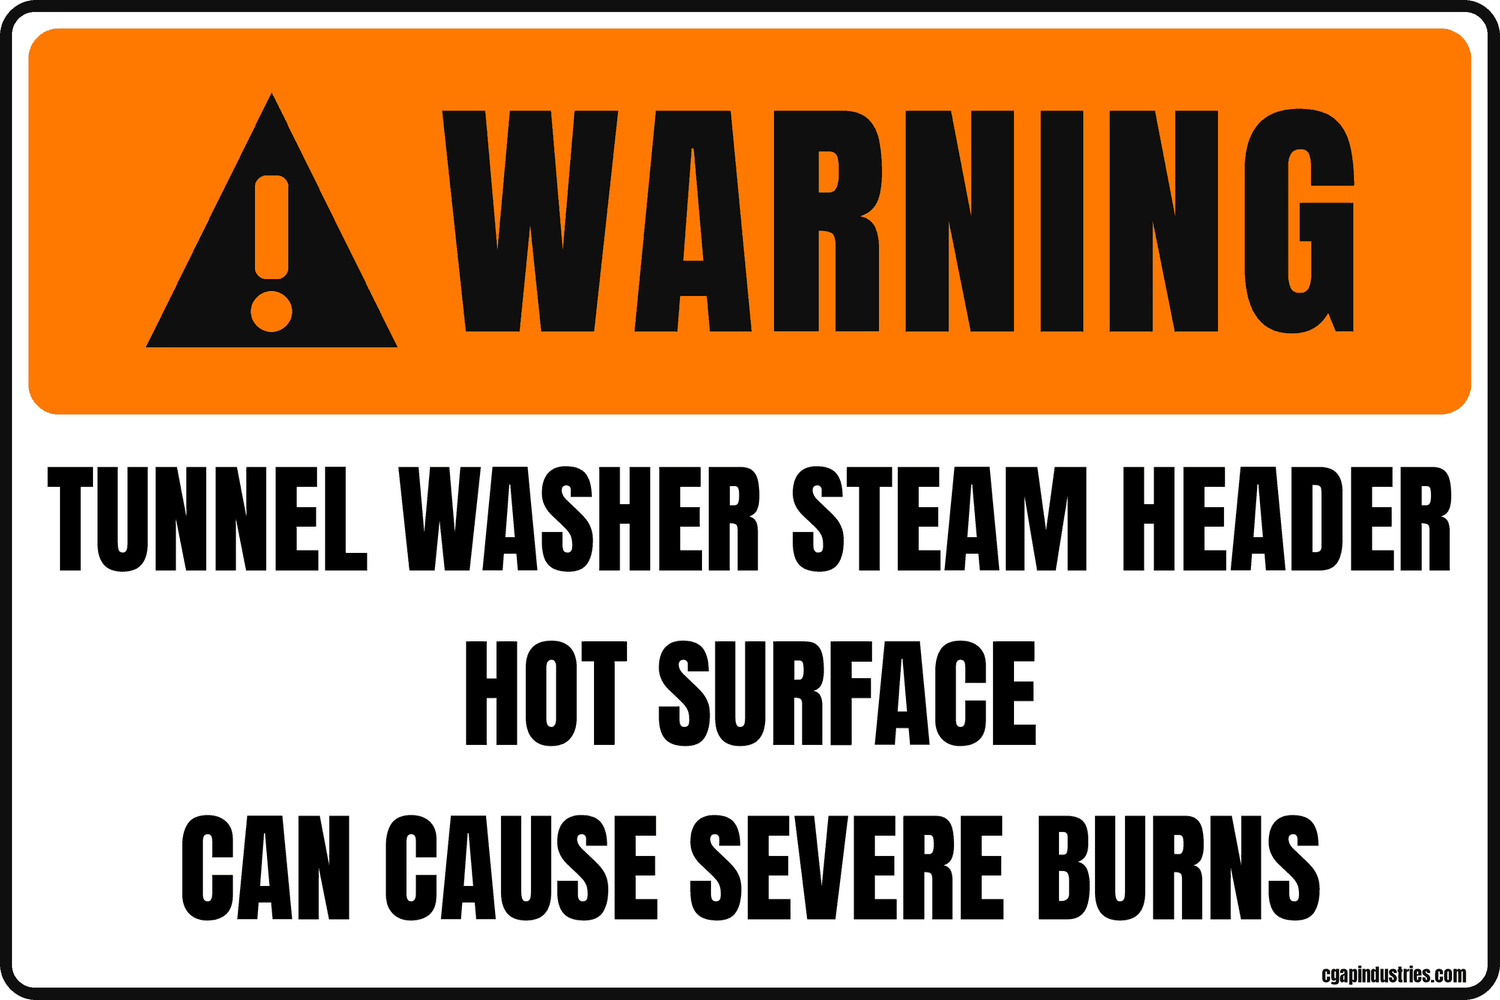 WARNING
TUNNEL WASHER STEAM HEADER
HOT SURFACE
CAN CAUSE SEVERE BURNS
cgapindustries.com